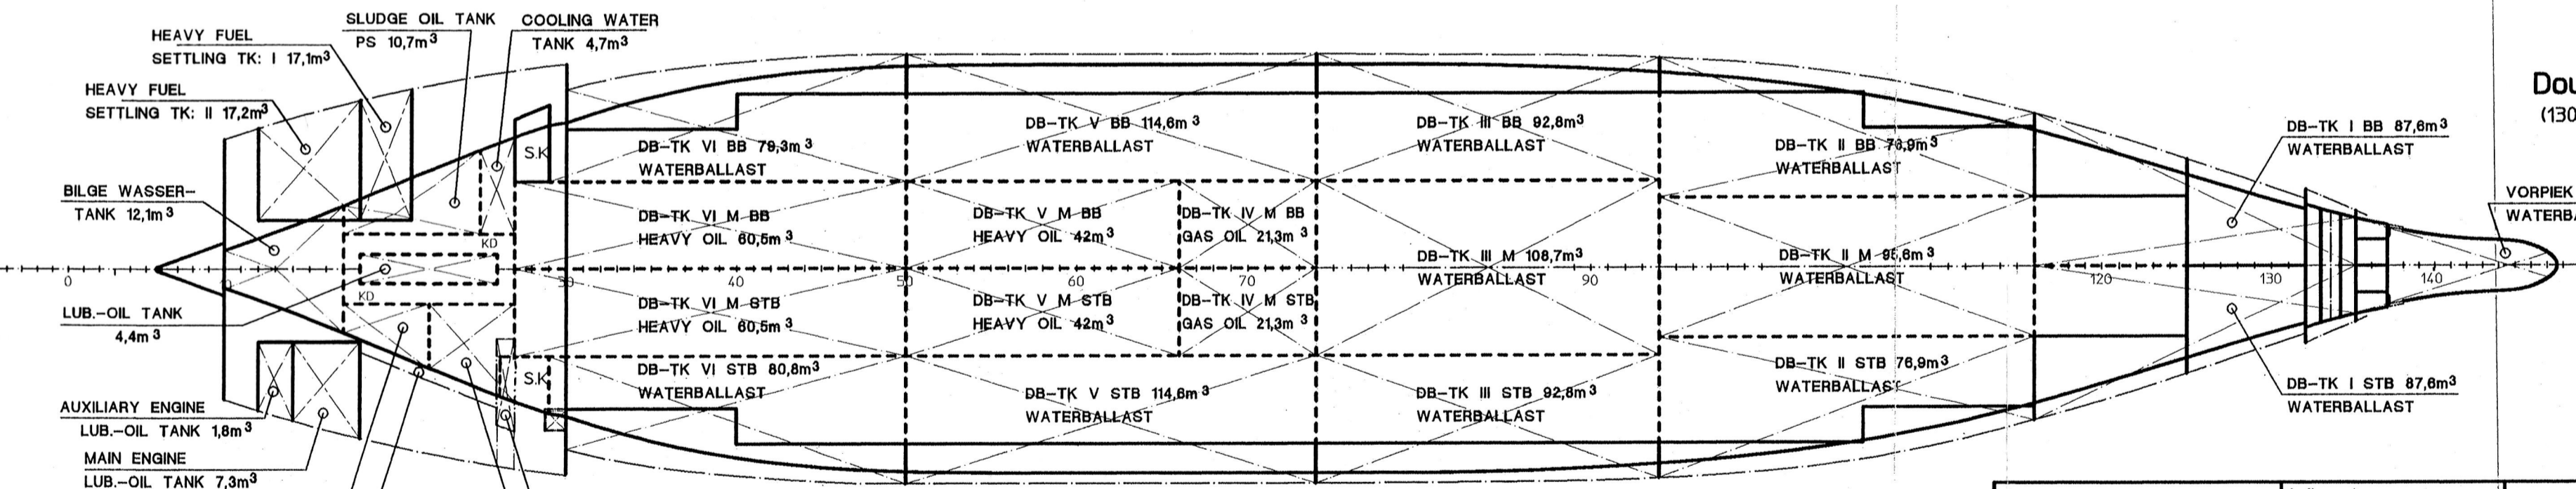 SLUDGE OIL TANK
PS 10,7m³
COOLING WATER
TANK 4,7m³
HEAVY FUEL
SETTLING TK: I 17,1m³
HEAVY FUEL
SETTLING TK: II 17,2m³
BILGE WASSER–
TANK 12,1m³
LUB.–OIL TANK
4,4m³
AUXILIARY ENGINE
LUB.–OIL TANK 1,8m³
MAIN ENGINE
LUB.–OIL TANK 7,3m³
S.K
KD
KD
S.K
DB–TK VI BB 79,3m³
WATERBALLAST
DB–TK VI M BB
HEAVY OIL 60,5m³
DB–TK VI M STB
HEAVY OIL 60,5m³
DB–TK VI STB 80,8m³
WATERBALLAST
DB–TK V BB 114,6m³
WATERBALLAST
DB–TK V M BB
HEAVY OIL 42m³
DB–TK IV M BB
GAS OIL 21,3m³
DB–TK V M STB
HEAVY OIL 42m³
DB–TK IV M STB
GAS OIL 21,3m³
DB–TK V STB 114,6m³
WATERBALLAST
DB–TK III BB 92,8m³
WATERBALLAST
DB–TK III M 108,7m³
WATERBALLAST
DB–TK III STB 92,8m³
WATERBALLAST
DB–TK II BB 76,9m³
WATERBALLAST
DB–TK II M 95,6m³
WATERBALLAST
DB–TK II STB 76,9m³
WATERBALLAST
DB–TK I BB 87,6m³
WATERBALLAST
DB–TK I STB 87,6m³
WATERBALLAST
VORPIEK
WATERBA
Dou
(130
0 10 30 40 50 60 70 90 120 130 140